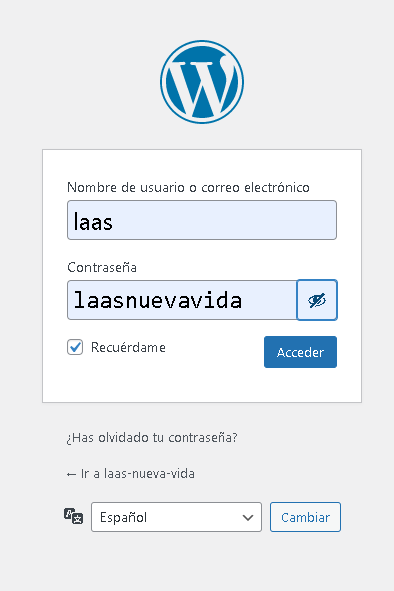 Nombre de usuario o correo electrónico
laas
Contraseña
laasnuevavida
Recuérdame
Acceder
¿Has olvidado tu contraseña?
← Ir a laas-nueva-vida
Español
Cambiar